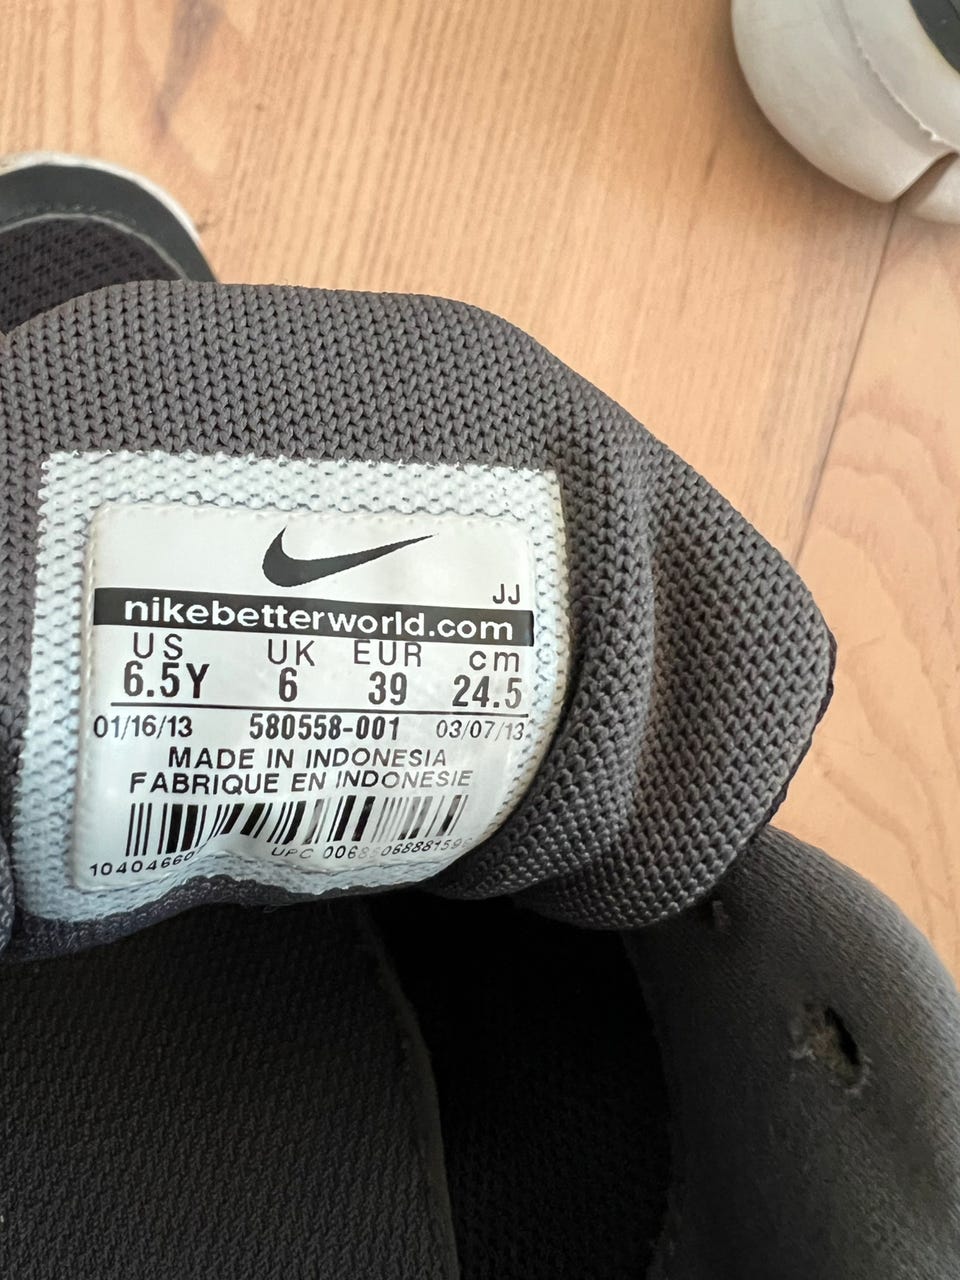 JJ
nikebetterworld.com
US UK EUR cm
6.5Y 6 39 24.5
01/16/13 580558-001 03/07/13
MADE IN INDONESIA
FABRIQUE EN INDONESIE
UPC